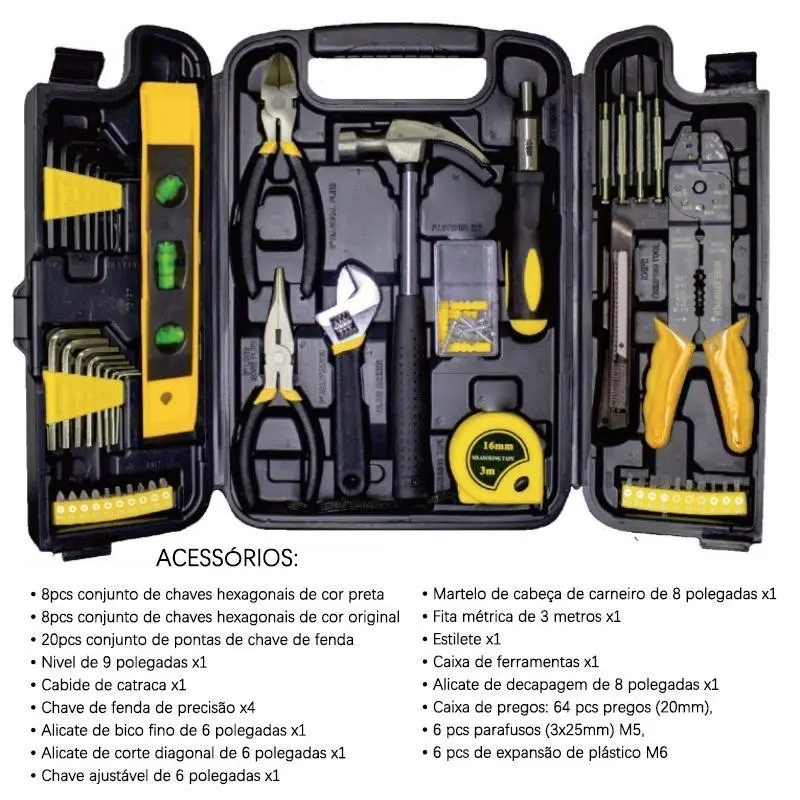 16mm
MEASURING TAPE
3m
ACESSÓRIOS:
• 8pcs conjunto de chaves hexagonais de cor preta
• 8pcs conjunto de chaves hexagonais de cor original
• 20pcs conjunto de pontas de chave de fenda
• Nivel de 9 polegadas x1
• Cabide de catraca x1
• Chave de fenda de precisão x4
• Alicate de bico fino de 6 polegadas x1
• Alicate de corte diagonal de 6 polegadas x1
• Chave ajustável de 6 polegadas x1
• Martelo de cabeça de carneiro de 8 polegadas x1
• Fita métrica de 3 metros x1
• Estilete x1
• Caixa de ferramentas x1
• Alicate de decapagem de 8 polegadas x1
• Caixa de pregos: 64 pcs pregos (20mm),
• 6 pcs parafusos (3x25mm) M5,
• 6 pcs de expansão de plástico M6